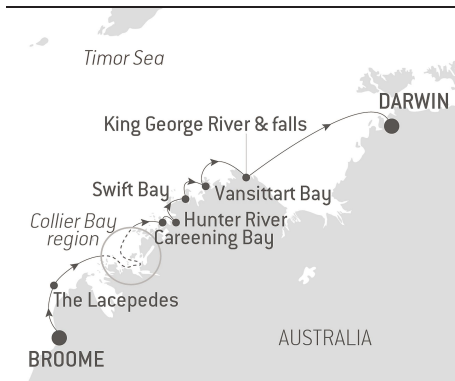 Timor Sea
DARWIN
King George River & falls
Swift Bay
Vansittart Bay
Collier Bay
region
Hunter River
Careening Bay
The Lacepedes
AUSTRALIA
BROOME